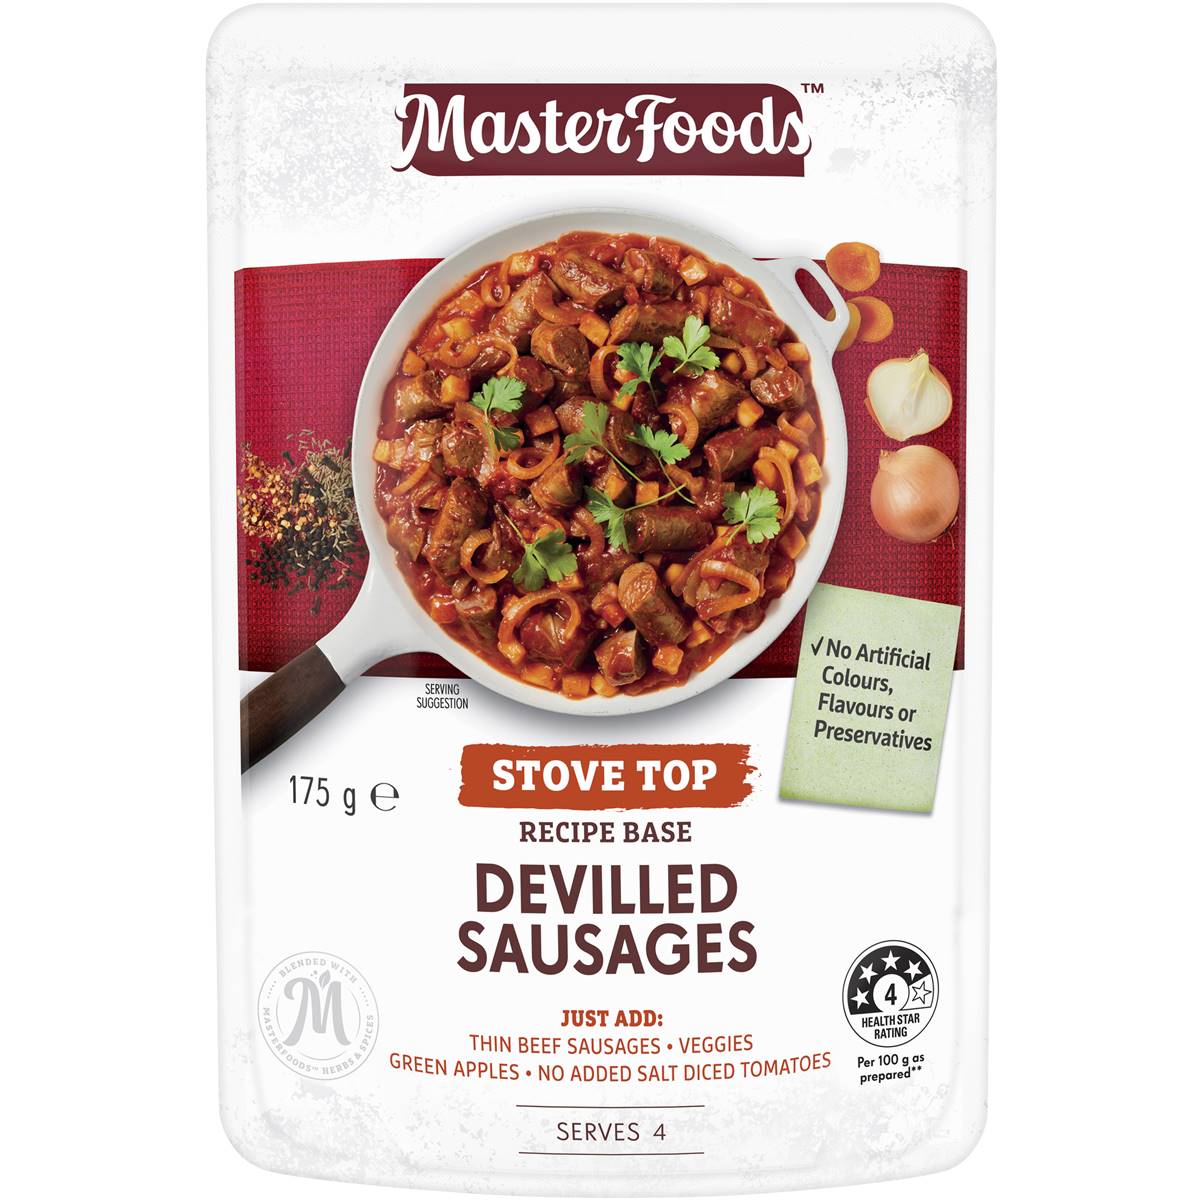 MasterFoods™
✓ No Artificial
Colours,
Flavours or
Preservatives
SERVING
SUGGESTION
175 g ℮
STOVE TOP
RECIPE BASE
DEVILLED
SAUSAGES
BLENDED WITH
M
MASTERFOODS™ HERBS & SPICES
JUST ADD:
THIN BEEF SAUSAGES • VEGGIES
GREEN APPLES • NO ADDED SALT DICED TOMATOES
4
HEALTH STAR
RATING
Per 100 g as
prepared**
SERVES 4